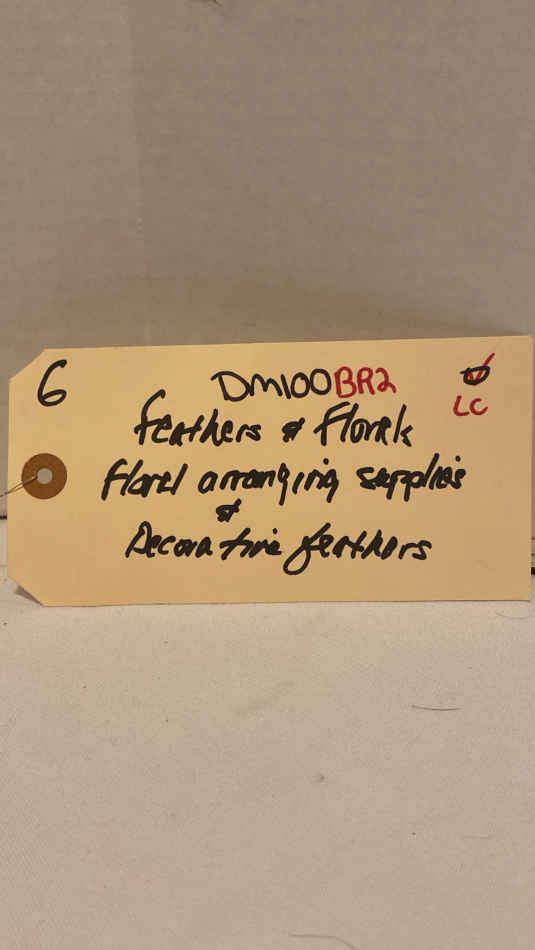 6
DM100BR2
LC
Feathers & Florals
Floral arranging supplies
&
Decorative feathers